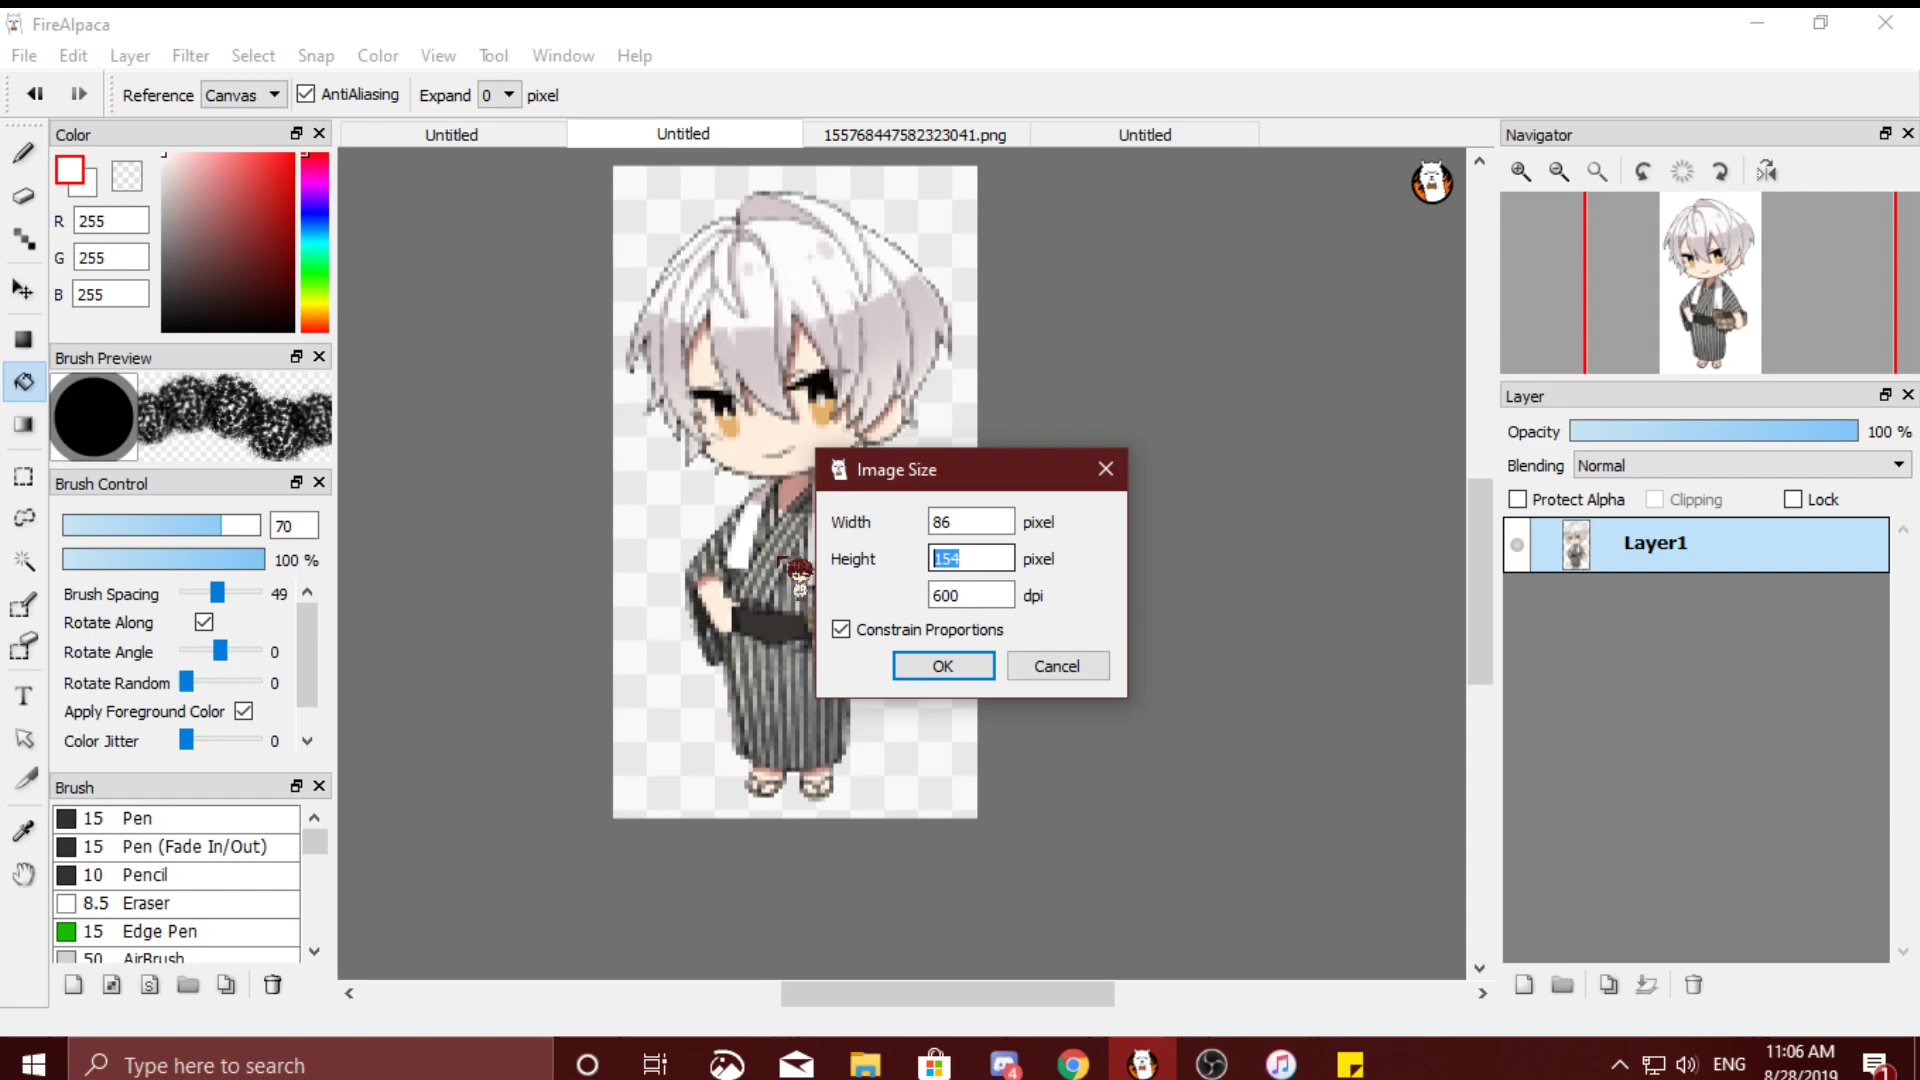 FireAlpaca
File Edit Layer Filter Select Snap Color View Tool Window Help
Reference Canvas AntiAliasing Expand 0 pixel
Color
Untitled Untitled 155768447582323041.png Untitled
Navigator
R 255
G 255
B 255
Brush Preview
Layer
Opacity 100 %
Blending Normal
Protect Alpha Clipping Lock
Layer1
Image Size
Width 86 pixel
Height 154 pixel
600 dpi
Constrain Proportions
OK Cancel
Brush Control
70
100 %
Brush Spacing 49
Rotate Along
Rotate Angle 0
Rotate Random 0
Apply Foreground Color
Color Jitter 0
Brush
15 Pen
15 Pen (Fade In/Out)
10 Pencil
8.5 Eraser
15 Edge Pen
50 AirBrush
S
T
Type here to search
4
ENG
11:06 AM
8/28/2019
1